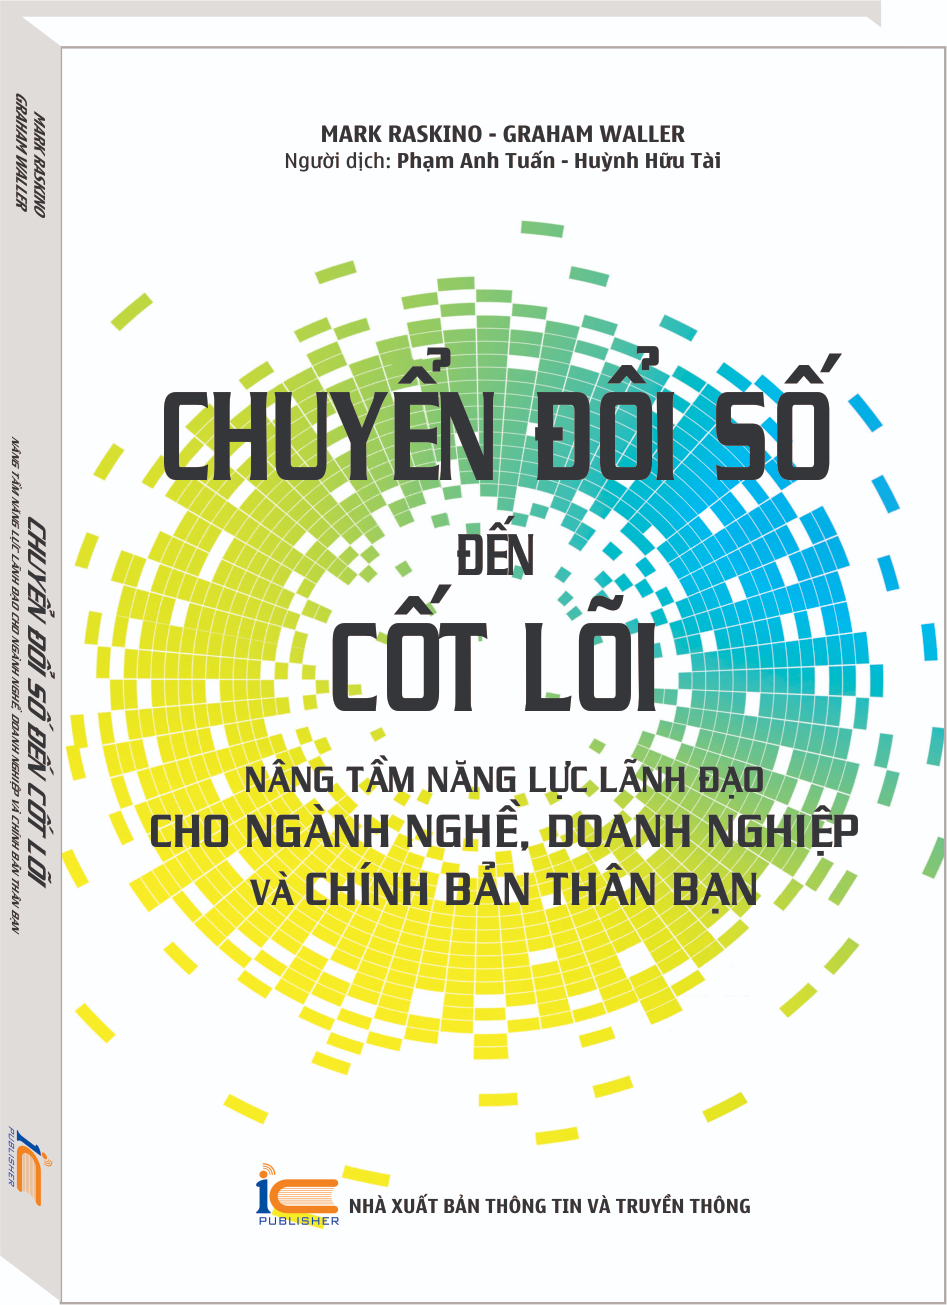 MARK RASKINO - GRAHAM WALLER
Người dịch: Phạm Anh Tuấn - Huỳnh Hữu Tài
CHUYỂN ĐỔI SỐ
ĐẾN
CỐT LÕI
NÂNG TẦM NĂNG LỰC LÃNH ĐẠO
CHO NGÀNH NGHỀ, DOANH NGHIỆP
VÀ CHÍNH BẢN THÂN BẠN
iC
PUBLISHER
NHÀ XUẤT BẢN THÔNG TIN VÀ TRUYỀN THÔNG
MARK RASKINO
GRAHAM WALLER
CHUYỂN ĐỔI SỐ ĐẾN CỐT LÕI
NÂNG TẦM NĂNG LỰC LÃNH ĐẠO CHO NGÀNH NGHỀ, DOANH NGHIỆP VÀ CHÍNH BẢN THÂN BẠN
iC
PUBLISHER